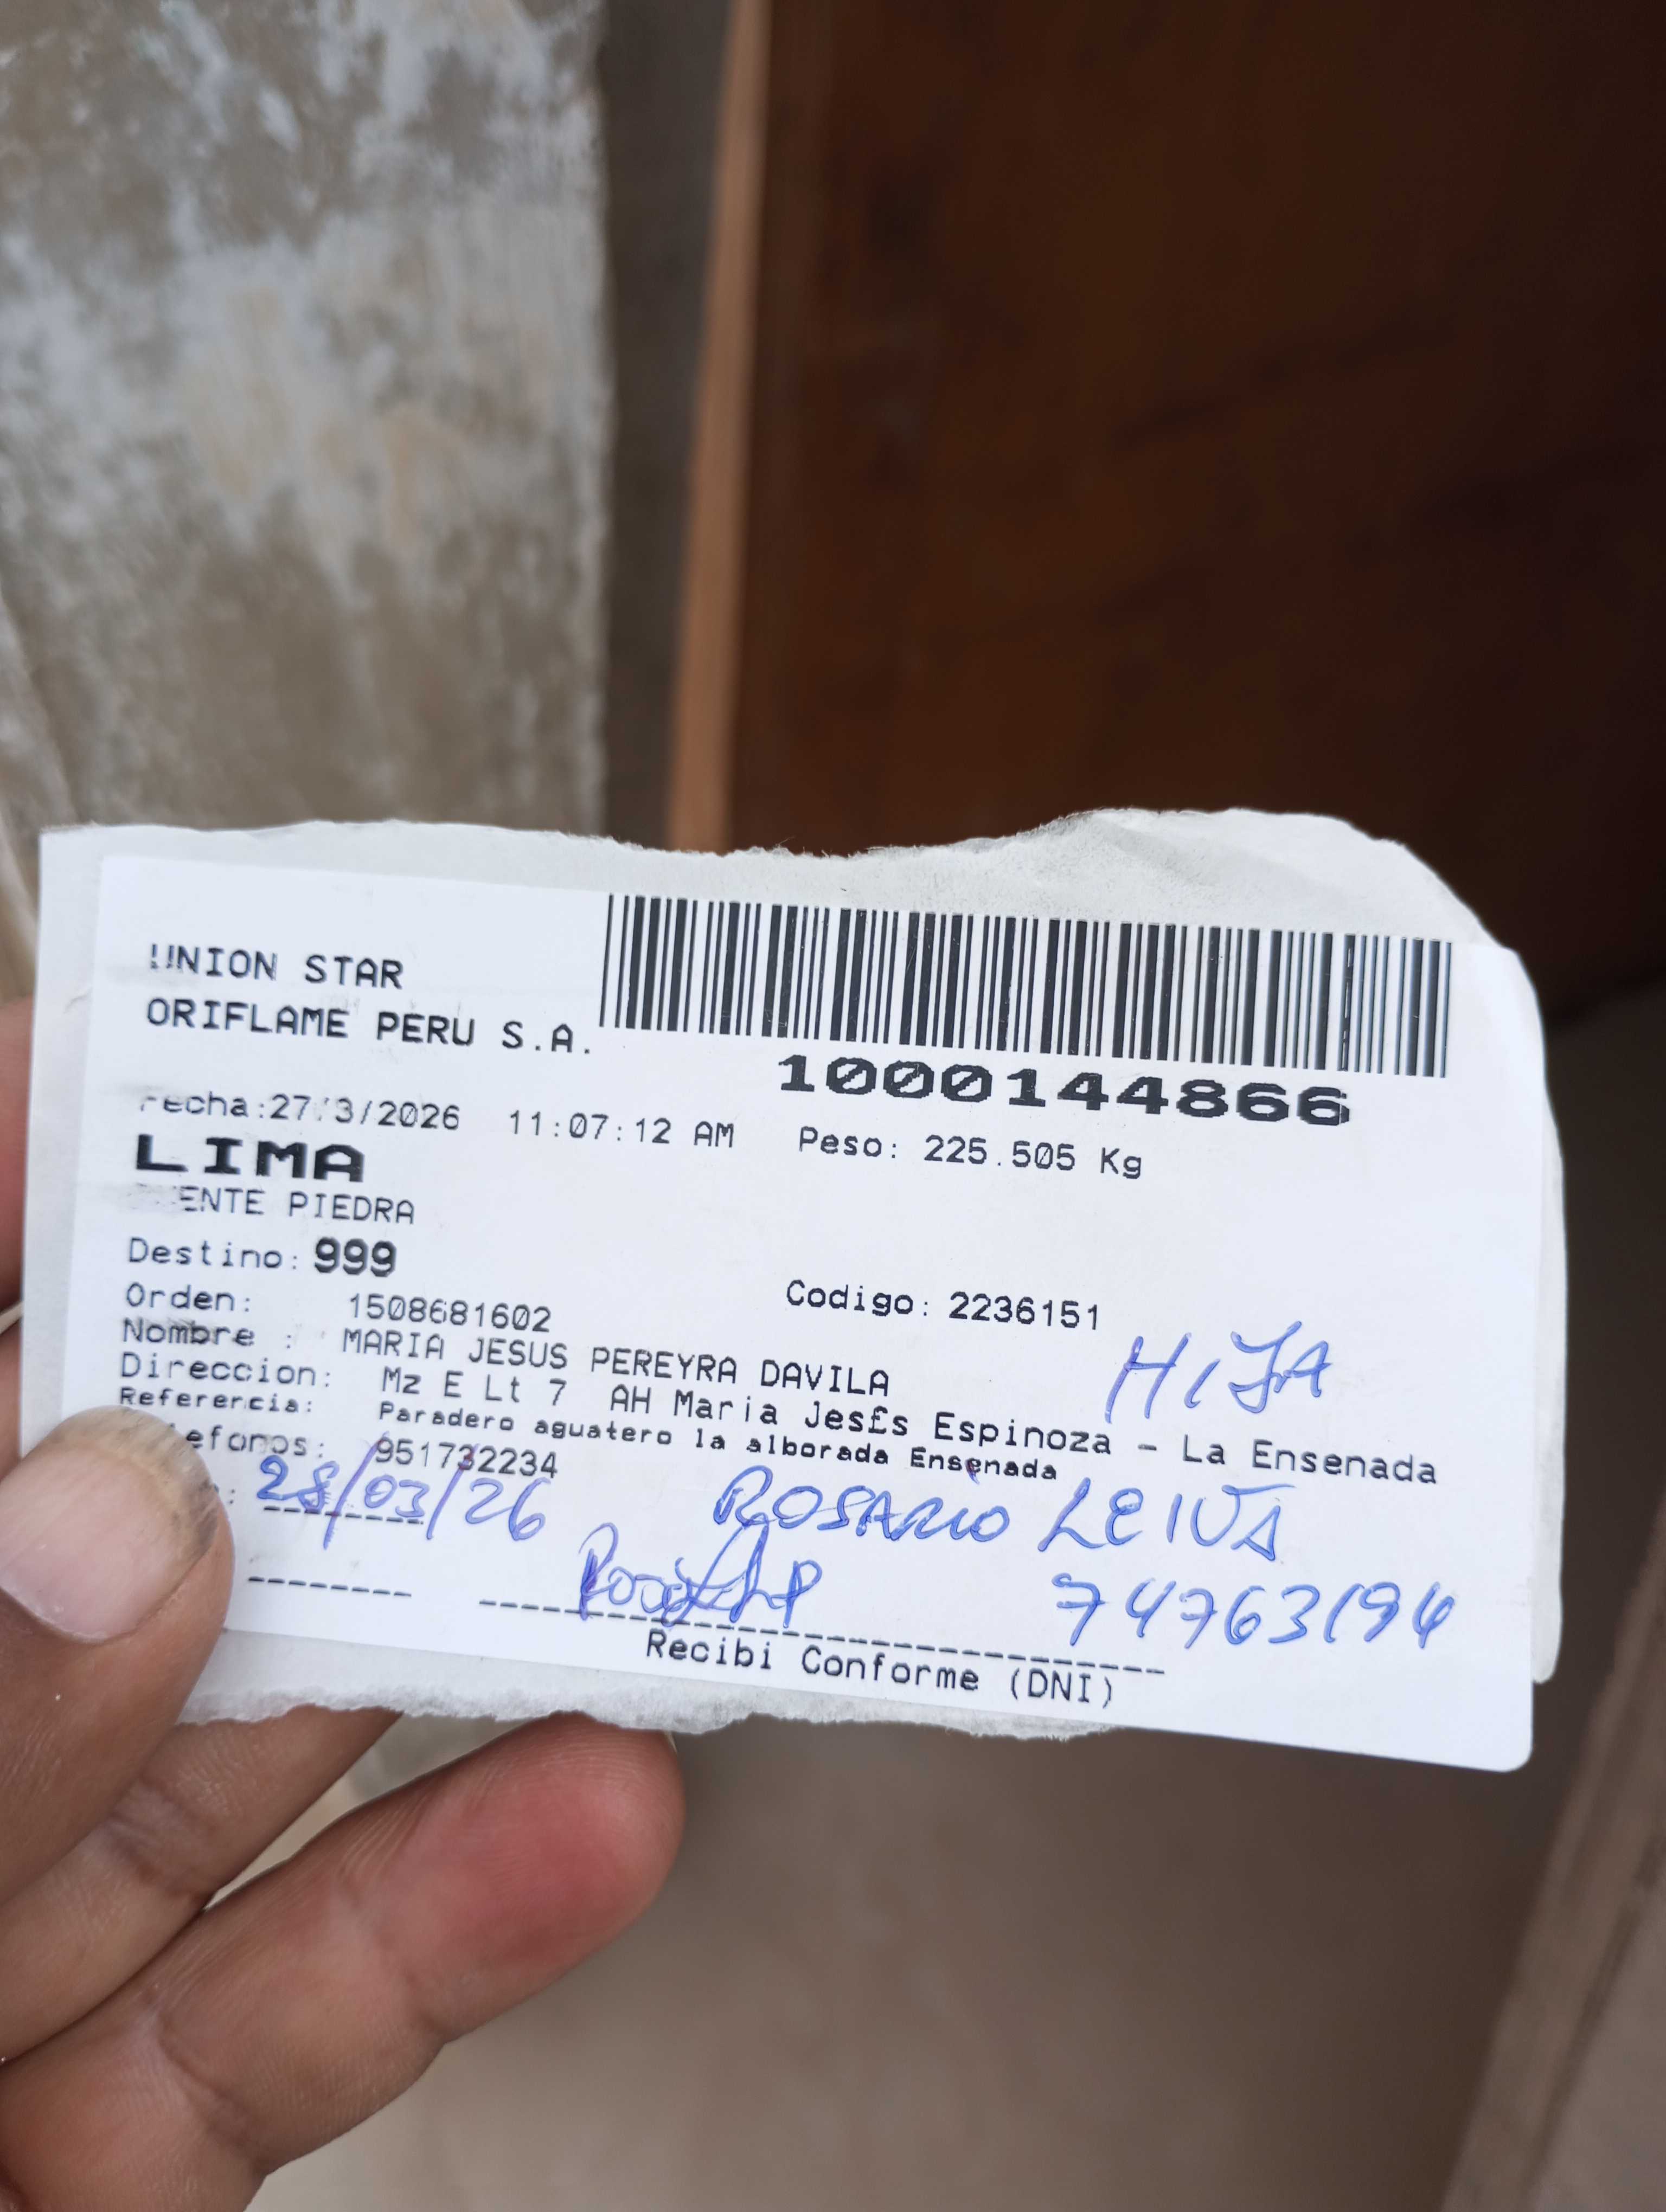 UNION STAR
ORIFLAME PERU S.A.
1000144866
Fecha:27/3/2026 11:07:12 AM Peso: 225.505 Kg
LIMA
ENTE PIEDRA
Destino: 999
Orden: 1508681602 Codigo: 2236151
Nombre : MARIA JESUS PEREYRA DAVILA
HIJA
Direccion: Mz E Lt 7 AH Maria Jes£s Espinoza - La Ensenada
Referencia: Paradero aguatero la alborada Ensenada
efonos: 951732234
28/03/26 ROSARIO LEIVA
74763194
Recibi Conforme (DNI)